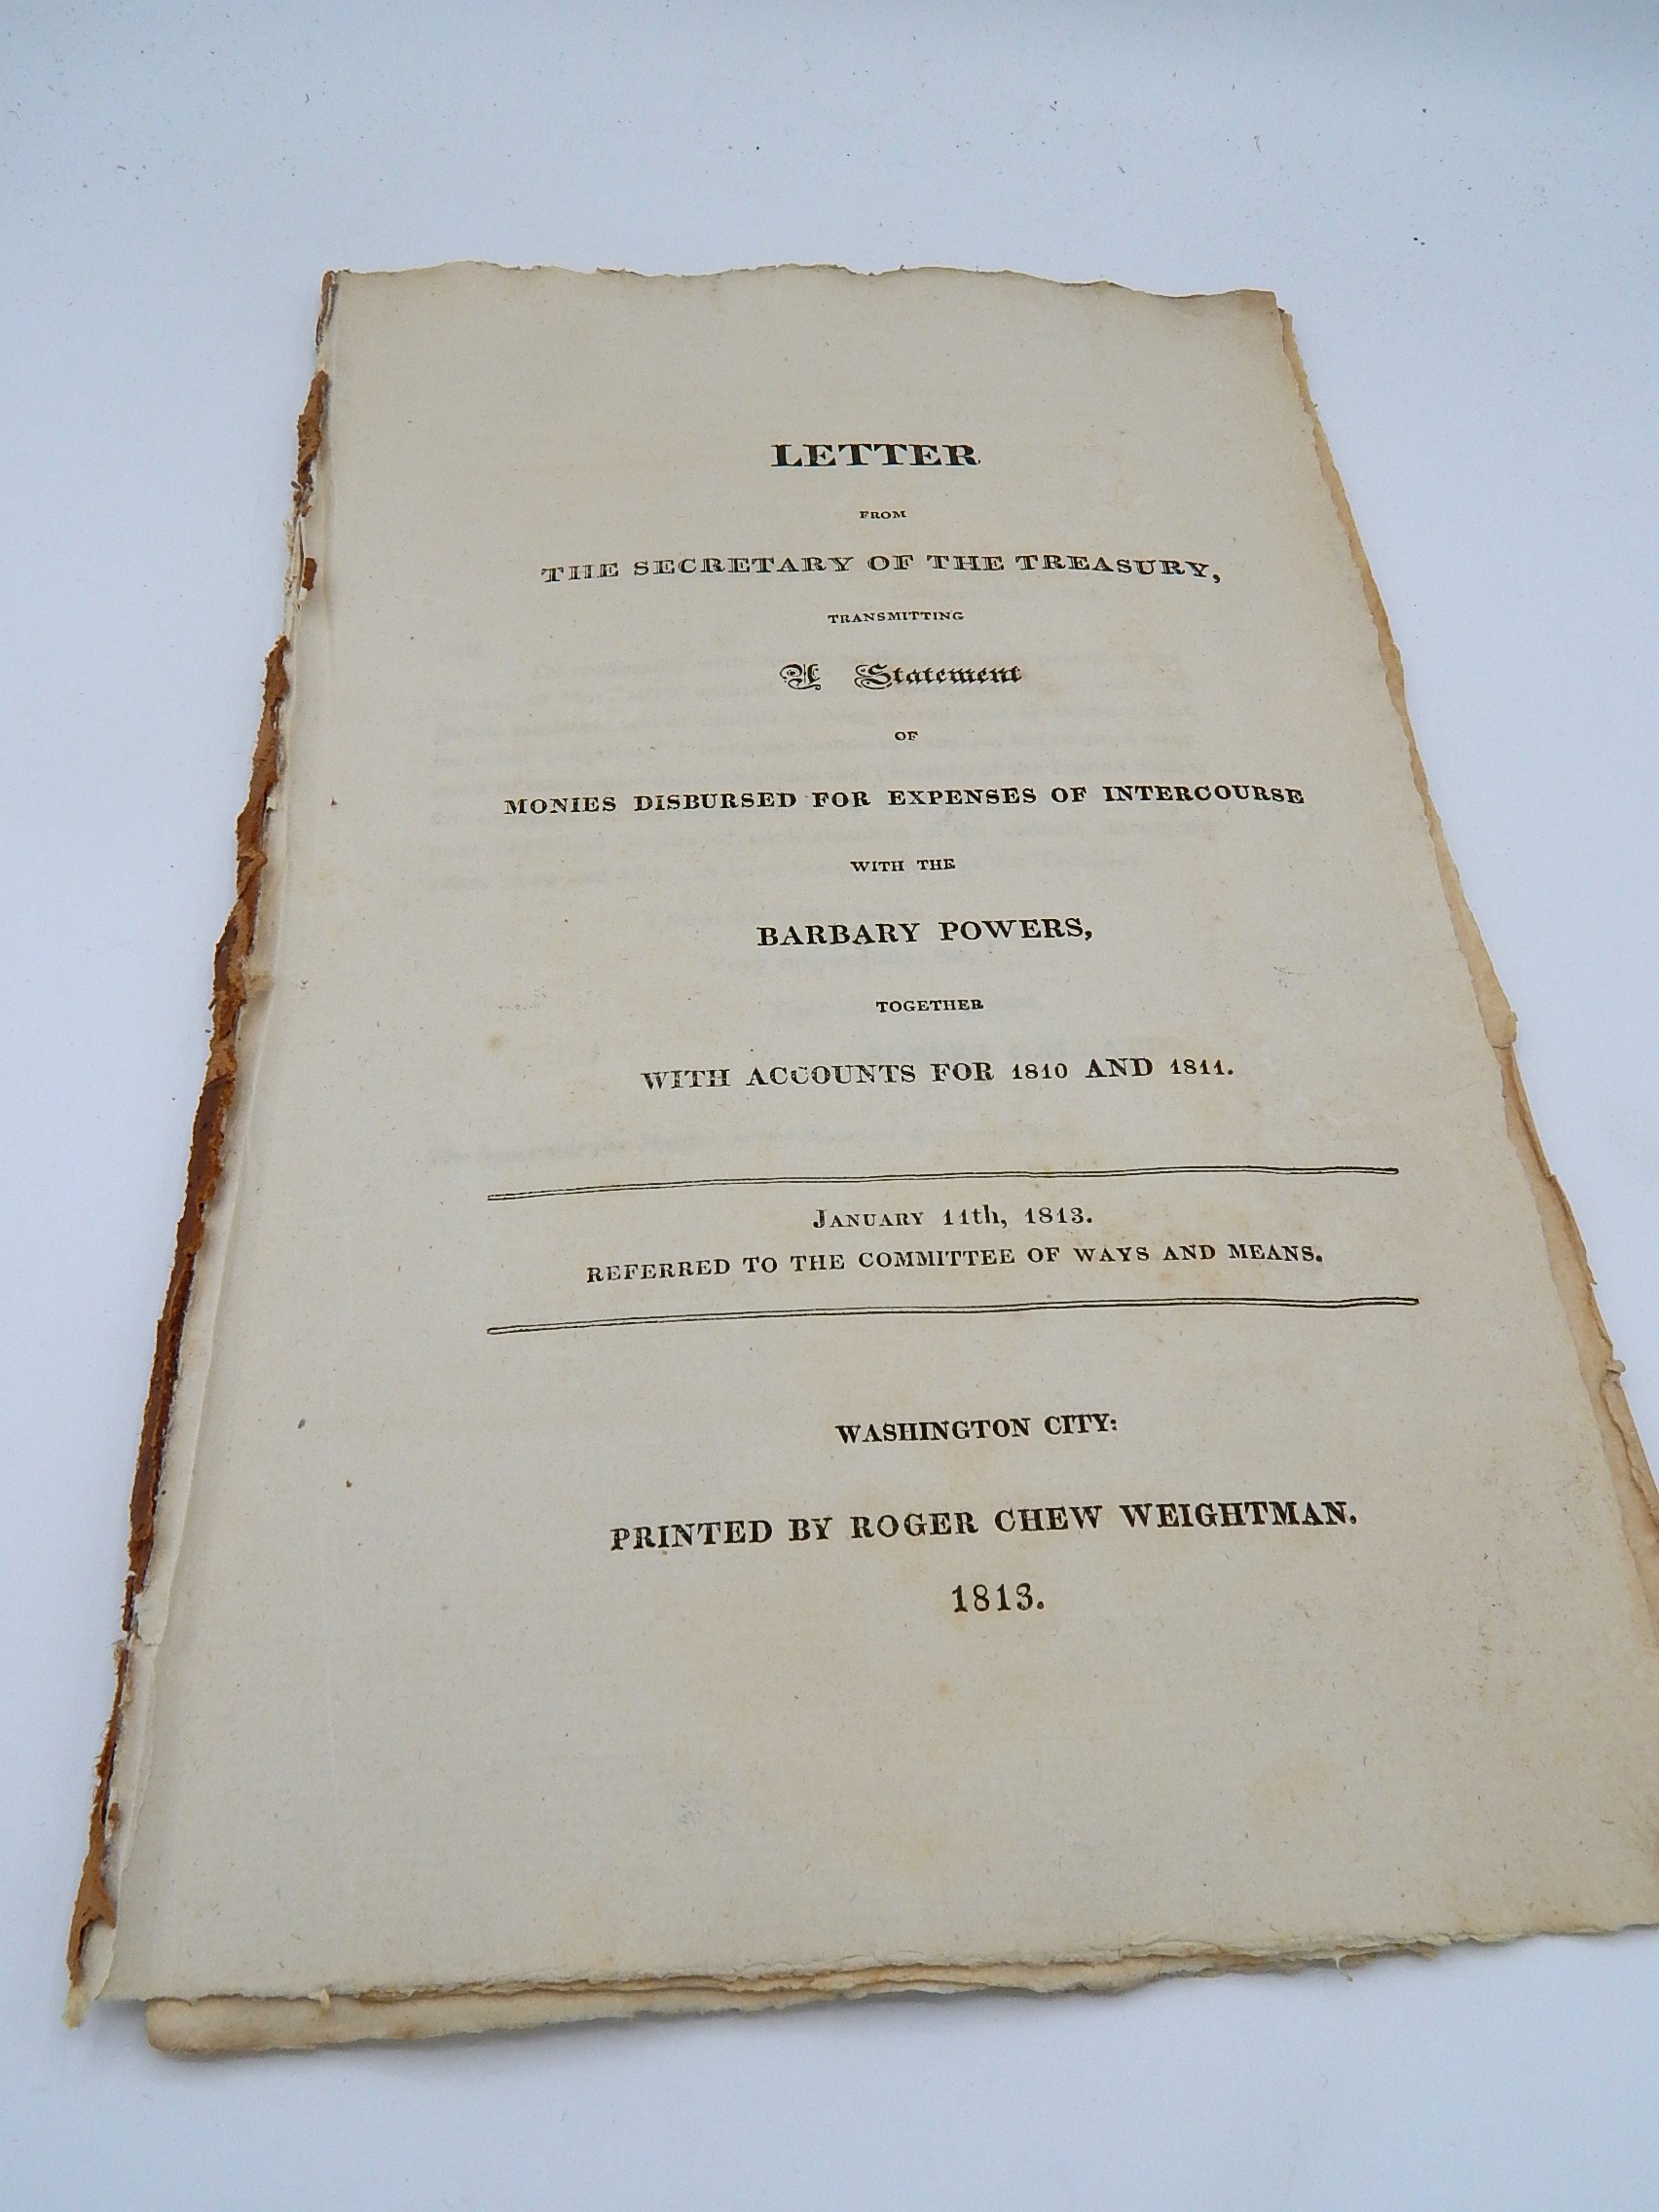 LETTER
FROM
THE SECRETARY OF THE TREASURY,
TRANSMITTING
A Statement
OF
MONIES DISBURSED FOR EXPENSES OF INTERCOURSE
WITH THE
BARBARY POWERS,
TOGETHER
WITH ACCOUNTS FOR 1810 AND 1811.
JANUARY 11th, 1813.
REFERRED TO THE COMMITTEE OF WAYS AND MEANS.
WASHINGTON CITY:
PRINTED BY ROGER CHEW WEIGHTMAN.
1813.